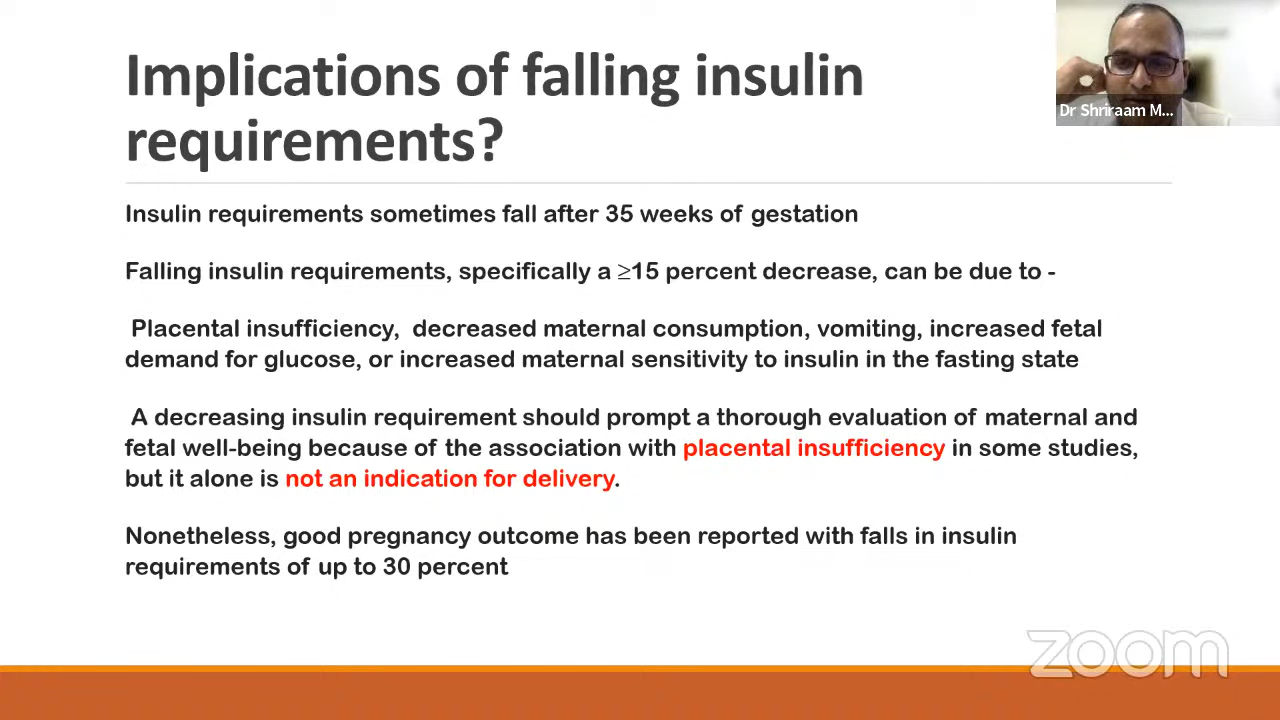 Implications of falling insulin
requirements?
Dr Shriraam M...
Insulin requirements sometimes fall after 35 weeks of gestation
Falling insulin requirements, specifically a ≥15 percent decrease, can be due to -
Placental insufficiency, decreased maternal consumption, vomiting, increased fetal
demand for glucose, or increased maternal sensitivity to insulin in the fasting state
A decreasing insulin requirement should prompt a thorough evaluation of maternal and
fetal well-being because of the association with placental insufficiency in some studies,
but it alone is not an indication for delivery.
Nonetheless, good pregnancy outcome has been reported with falls in insulin
requirements of up to 30 percent
zoom